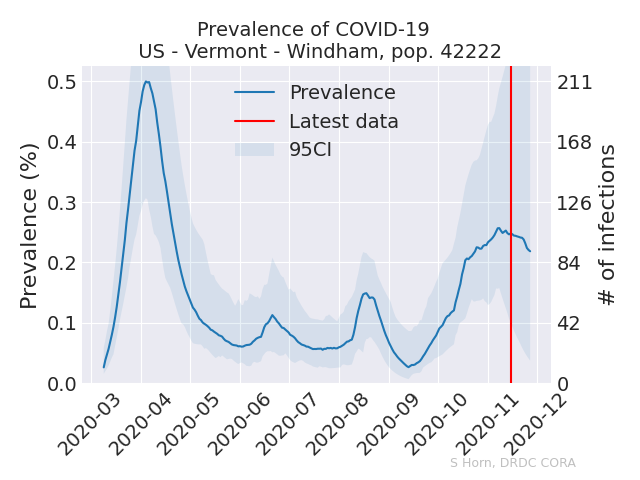 Prevalence of COVID-19
US - Vermont - Windham, pop. 42222
Prevalence (%)
0.5
0.4
0.3
0.2
0.1
0.0
Prevalence
Latest data
95CI
211
168
126
84
42
0
# of infections
2020-03
2020-04
2020-05
2020-06
2020-07
2020-08
2020-09
2020-10
2020-11
2020-12
S Horn, DRDC CORA